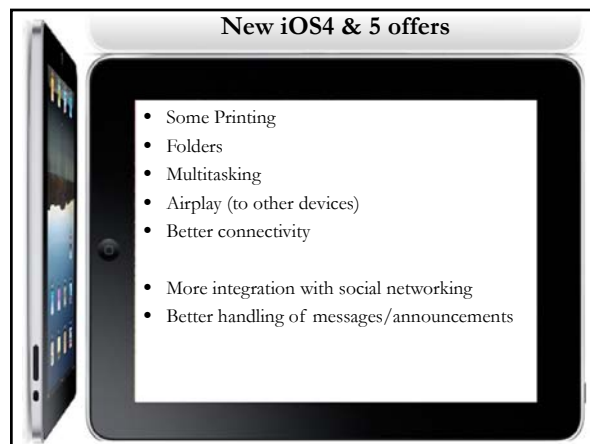 New iOS4 & 5 offers
• Some Printing
• Folders
• Multitasking
• Airplay (to other devices)
• Better connectivity
• More integration with social networking
• Better handling of messages/announcements